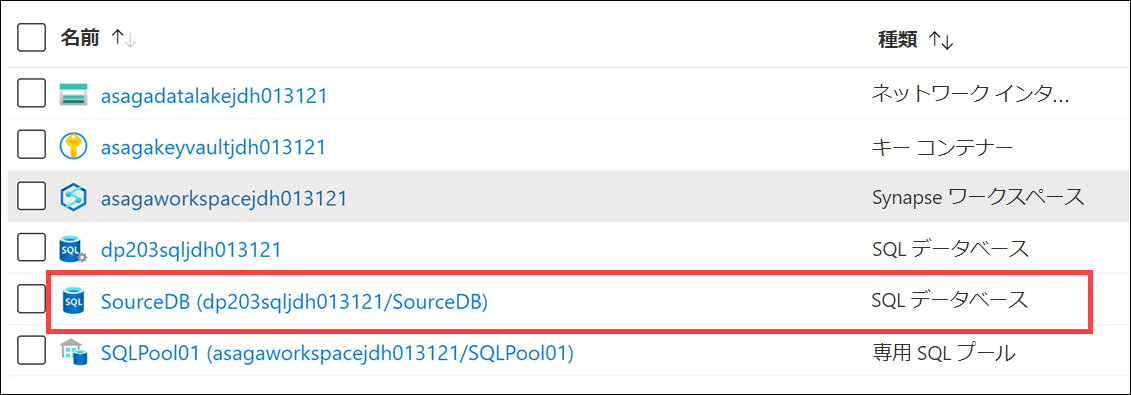 名前 ↑↓ 種類 ↑↓
asagadatalakejdh013121 ネットワーク インタ...
asagakeyvaultjdh013121 キー コンテナー
asagaworkspacejdh013121 Synapse ワークスペース
SQL dp203sqljdh013121 SQL データベース
SQL SourceDB (dp203sqljdh013121/SourceDB) SQL データベース
SQLPool01 (asagaworkspacejdh013121/SQLPool01) 専用 SQL プール